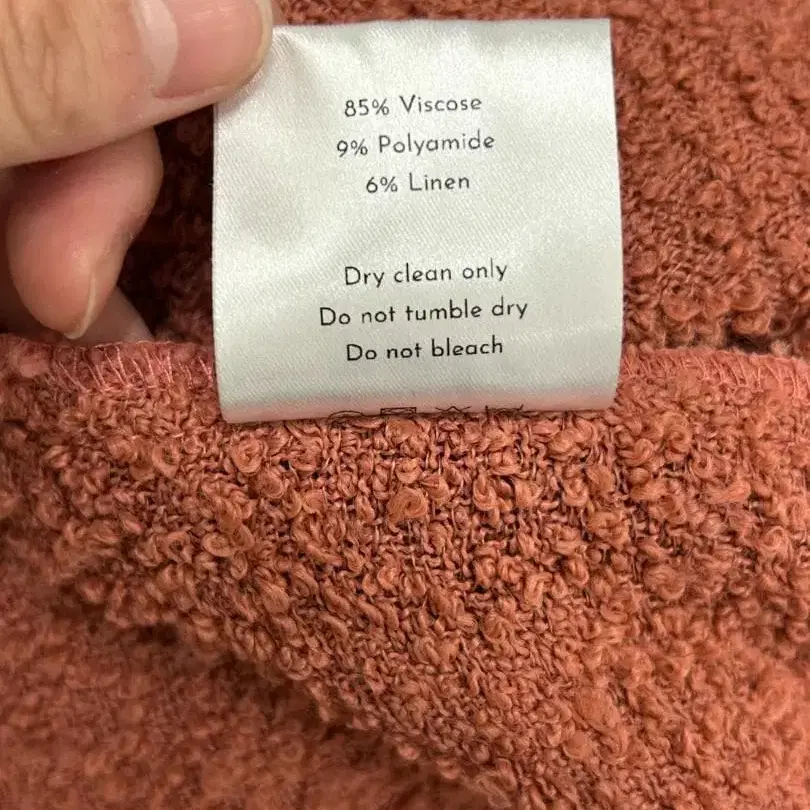 85% Viscose
9% Polyamide
6% Linen
Dry clean only
Do not tumble dry
Do not bleach